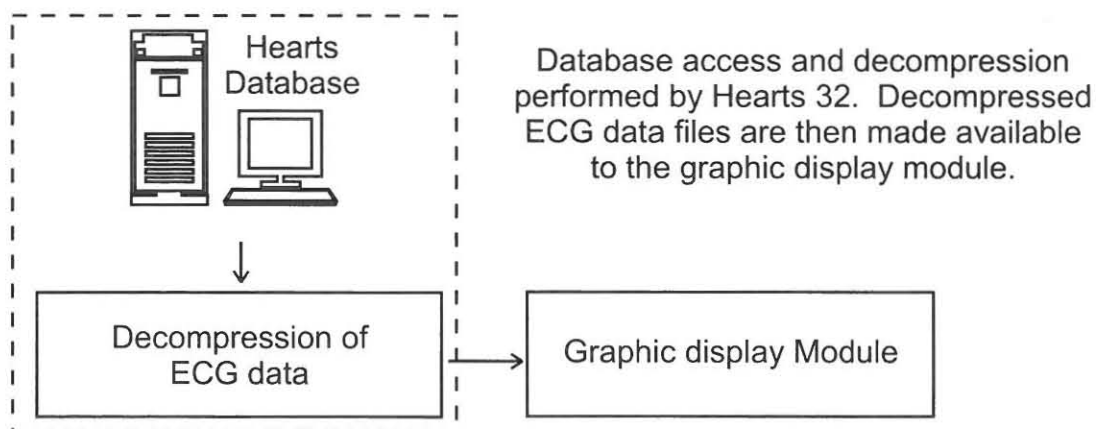 Hearts
Database
Database access and decompression
performed by Hearts 32. Decompressed
ECG data files are then made available
to the graphic display module.
Decompression of
ECG data
Graphic display Module